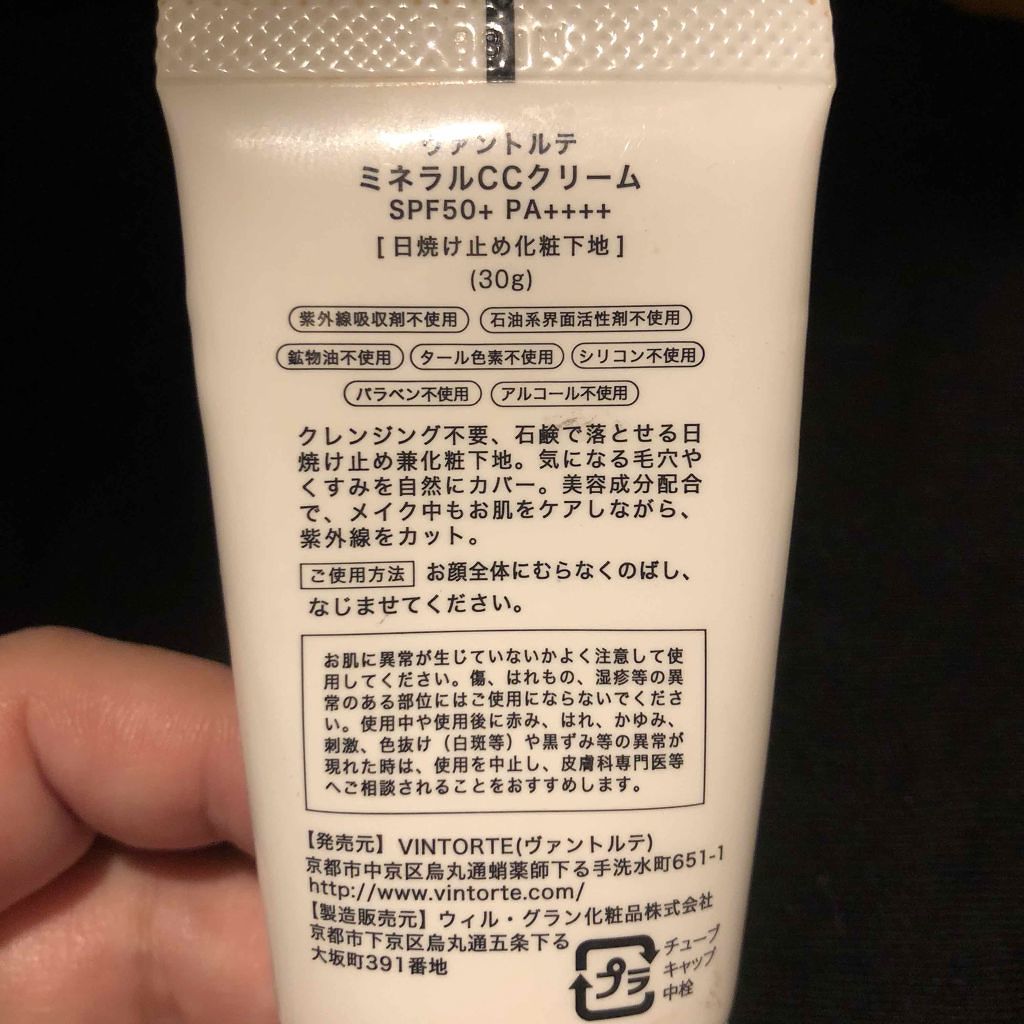 ヴァントルテ
ミネラルCCクリーム
SPF50+ PA++++
[日焼け止め化粧下地]
(30g)
紫外線吸収剤不使用 石油系界面活性剤不使用
鉱物油不使用 タール色素不使用 シリコン不使用
パラベン不使用 アルコール不使用
クレンジング不要、石鹸で落とせる日
焼け止め兼化粧下地。気になる毛穴や
くすみを自然にカバー。美容成分配合
で、メイク中もお肌をケアしながら、
紫外線をカット。
ご使用方法 お顔全体にむらなくのばし、
なじませてください。
お肌に異常が生じていないかよく注意して使
用してください。傷、はれもの、湿疹等の異
常のある部位にはご使用にならないでくださ
い。使用中や使用後に赤み、はれ、かゆみ、
刺激、色抜け（白斑等）や黒ずみ等の異常が
現れた時は、使用を中止し、皮膚科専門医等
へご相談されることをおすすめします。
【発売元】VINTORTE(ヴァントルテ)
京都市中京区烏丸通蛸薬師下る手洗水町651-1
http://www.vintorte.com/
【製造販売元】ウィル・グラン化粧品株式会社
京都市下京区烏丸通五条下る
大坂町391番地
プラ
チューブ
キャップ
中栓